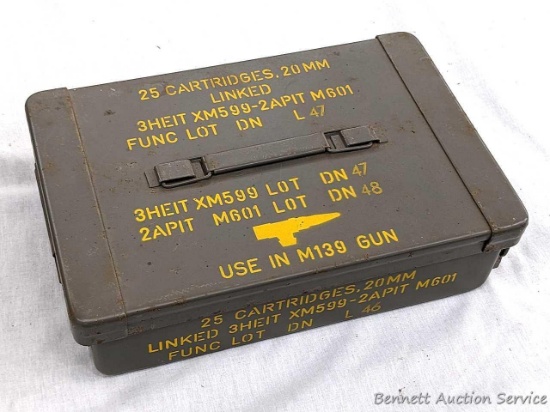 25 CARTRIDGES, 20MM
LINKED
3HEIT XM599-2APIT M601
FUNC LOT DN L 47
3HEIT XM599 LOT DN 47
2APIT M601 LOT DN 48
USE IN M139 GUN
25 CARTRIDGES, 20MM
LINKED 3HEIT XM599-2APIT M601
FUNC LOT DN L 46
Bennett Auction Service